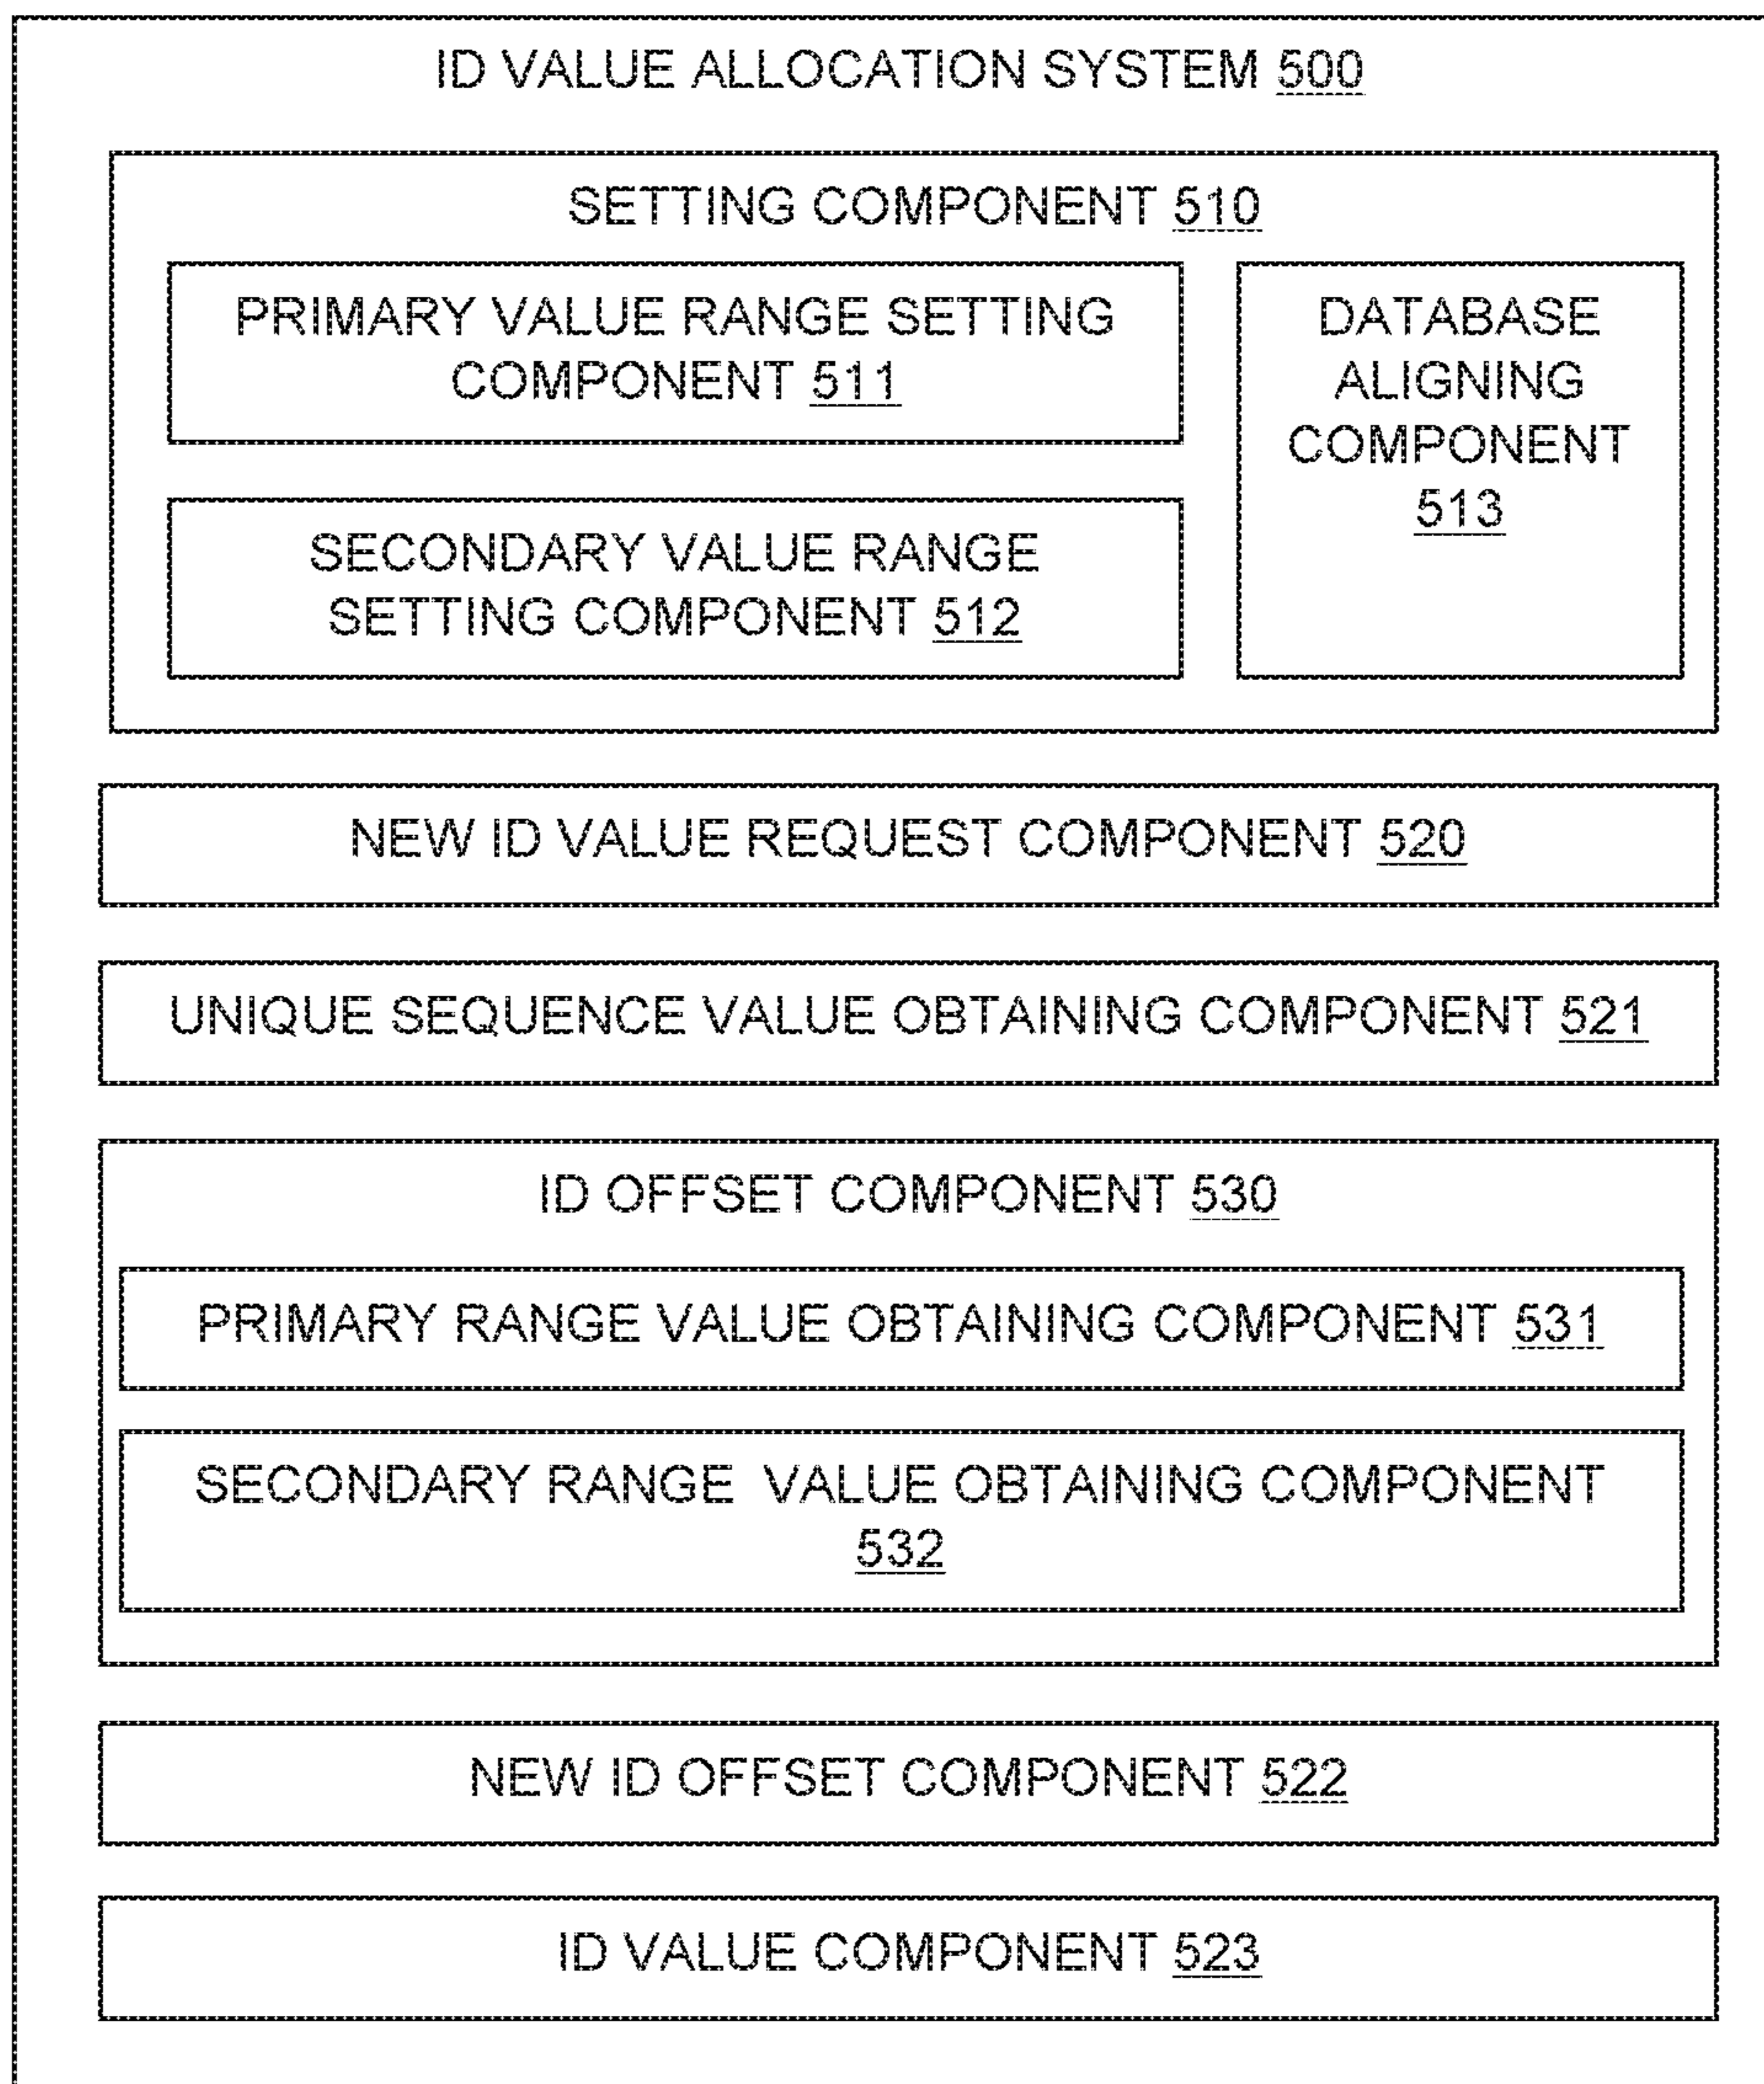 ID VALUE ALLOCATION SYSTEM 500
SETTING COMPONENT 510
PRIMARY VALUE RANGE SETTING
COMPONENT 511
SECONDARY VALUE RANGE
SETTING COMPONENT 512
DATABASE
ALIGNING
COMPONENT
513
NEW ID VALUE REQUEST COMPONENT 520
UNIQUE SEQUENCE VALUE OBTAINING COMPONENT 521
ID OFFSET COMPONENT 530
PRIMARY RANGE VALUE OBTAINING COMPONENT 531
SECONDARY RANGE VALUE OBTAINING COMPONENT
532
NEW ID OFFSET COMPONENT 522
ID VALUE COMPONENT 523